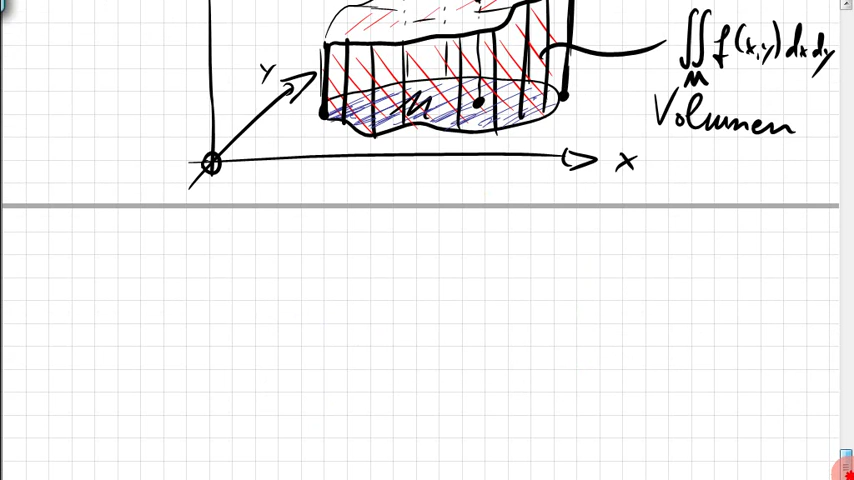 ∬ f(x,y) dx dy
M
Volumen
y
M
x